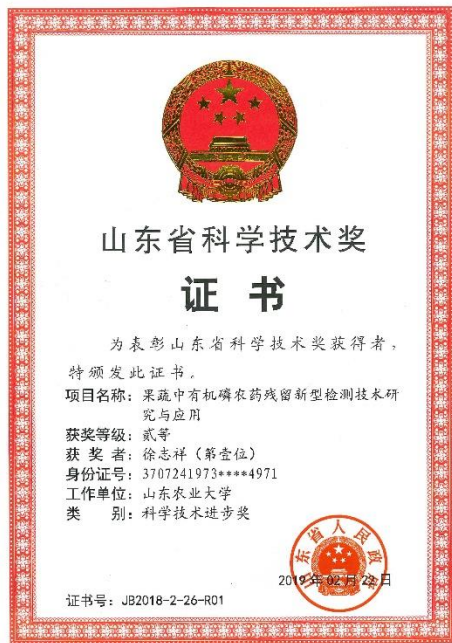 山东省科学技术奖
证书
为表彰山东省科学技术奖获得者，
特颁发此证书。
项目名称：果蔬中有机磷农药残留新型检测技术研
究与应用
获奖等级：贰等
获 奖 者：徐志祥（第壹位）
身份证号：3707241973****4971
工作单位：山东农业大学
类 别：科学技术进步奖
山东省人民政府
2019年02月22日
证书号：JB2018-2-26-R01